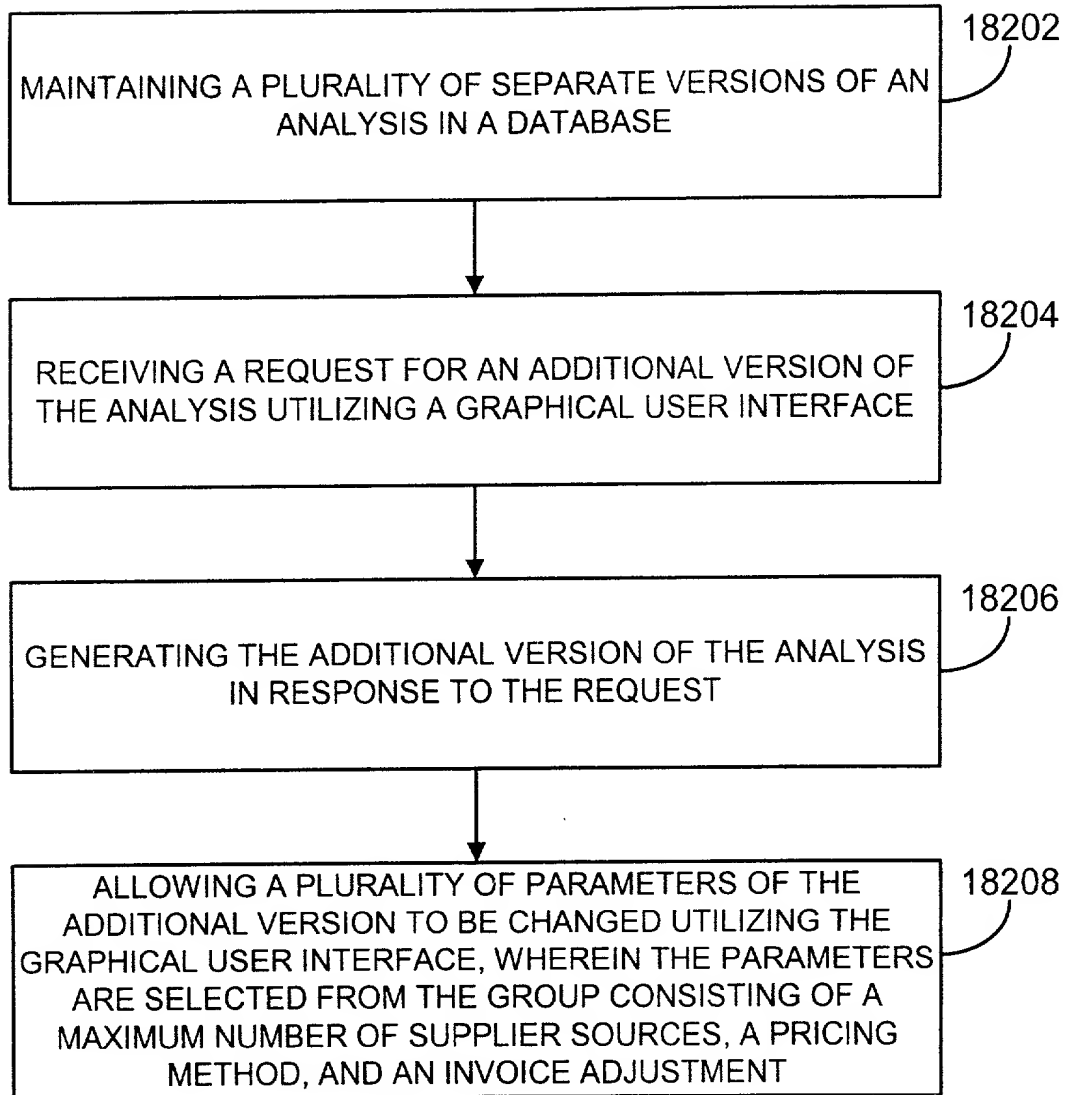 18202
MAINTAINING A PLURALITY OF SEPARATE VERSIONS OF AN
ANALYSIS IN A DATABASE
18204
RECEIVING A REQUEST FOR AN ADDITIONAL VERSION OF
THE ANALYSIS UTILIZING A GRAPHICAL USER INTERFACE
18206
GENERATING THE ADDITIONAL VERSION OF THE ANALYSIS
IN RESPONSE TO THE REQUEST
18208
ALLOWING A PLURALITY OF PARAMETERS OF THE
ADDITIONAL VERSION TO BE CHANGED UTILIZING THE
GRAPHICAL USER INTERFACE, WHEREIN THE PARAMETERS
ARE SELECTED FROM THE GROUP CONSISTING OF A
MAXIMUM NUMBER OF SUPPLIER SOURCES, A PRICING
METHOD, AND AN INVOICE ADJUSTMENT